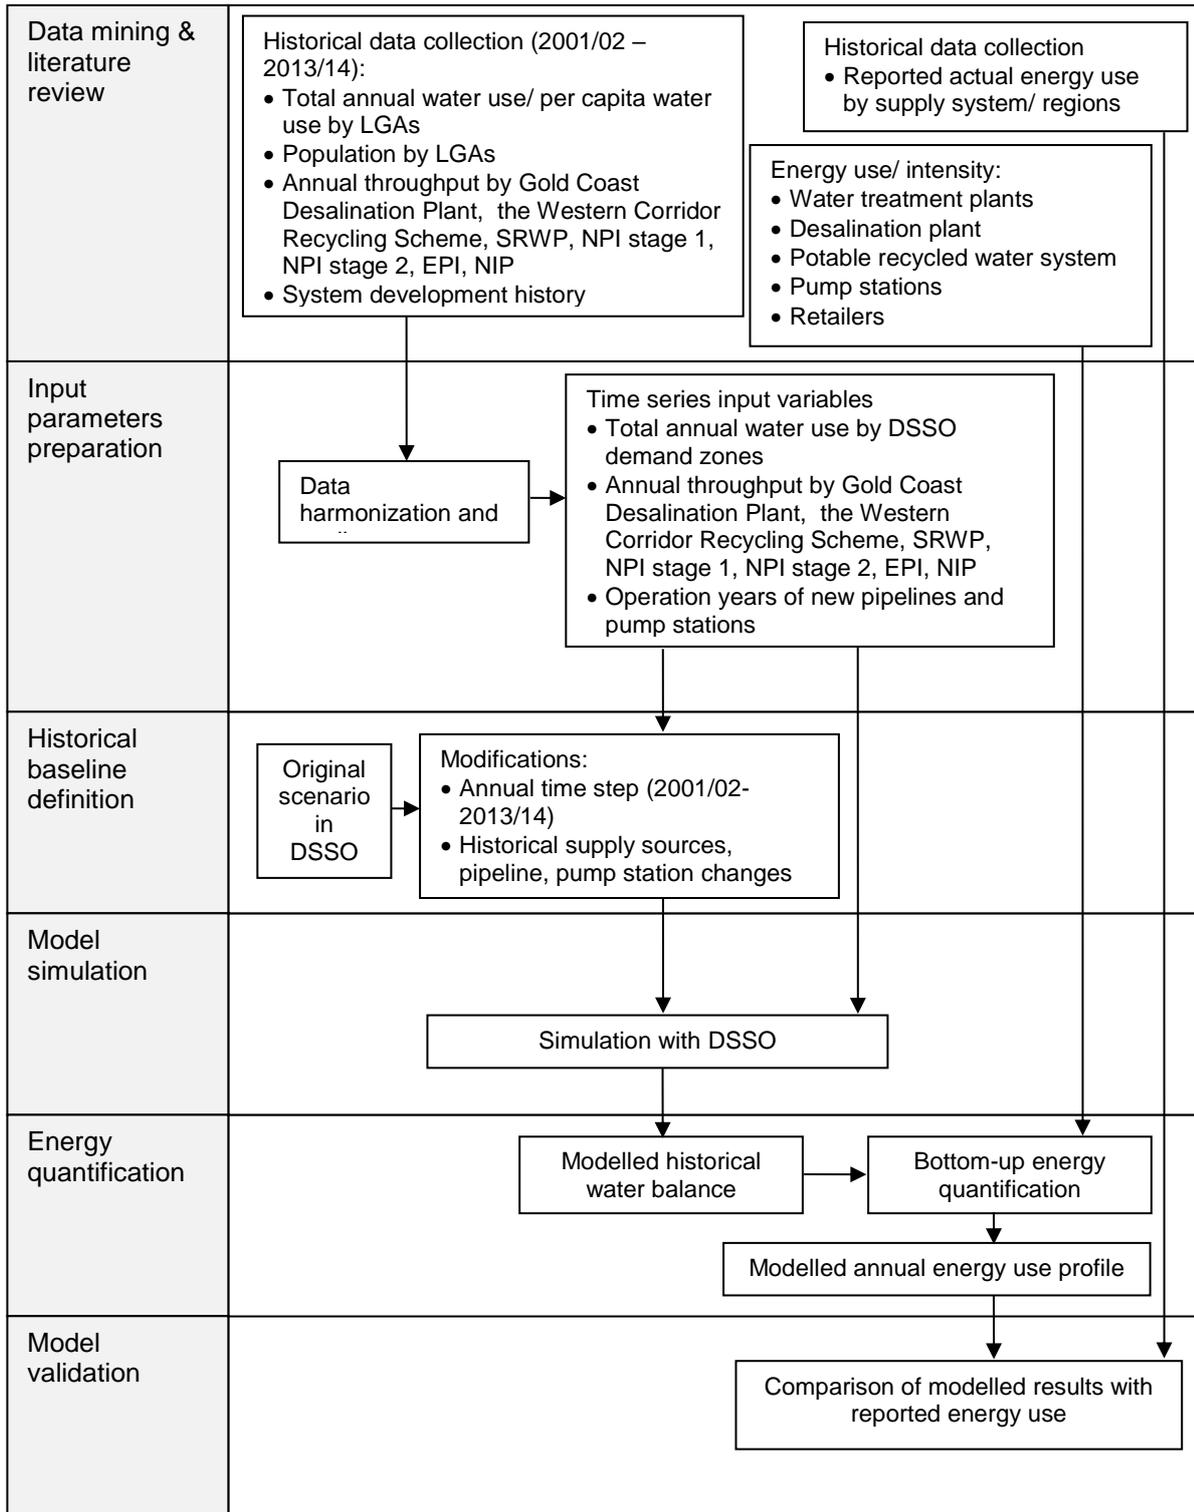 Data mining &
literature
review
Historical data collection (2001/02 –
2013/14):
• Total annual water use/ per capita water
use by LGAs
• Population by LGAs
• Annual throughput by Gold Coast
Desalination Plant,  the Western Corridor
Recycling Scheme, SRWP, NPI stage 1,
NPI stage 2, EPI, NIP
• System development history
Historical data collection
• Reported actual energy use
by supply system/ regions
Energy use/ intensity:
• Water treatment plants
• Desalination plant
• Potable recycled water system
• Pump stations
• Retailers
Input
parameters
preparation
Data
harmonization and
Time series input variables
• Total annual water use by DSSO
demand zones
• Annual throughput by Gold Coast
Desalination Plant,  the Western
Corridor Recycling Scheme, SRWP,
NPI stage 1, NPI stage 2, EPI, NIP
• Operation years of new pipelines and
pump stations
Historical
baseline
definition
Original
scenario
in
DSSO
Modifications:
• Annual time step (2001/02-
2013/14)
• Historical supply sources,
pipeline, pump station changes
Model
simulation
Simulation with DSSO
Energy
quantification
Modelled historical
water balance
Bottom-up energy
quantification
Modelled annual energy use profile
Model
validation
Comparison of modelled results with
reported energy use